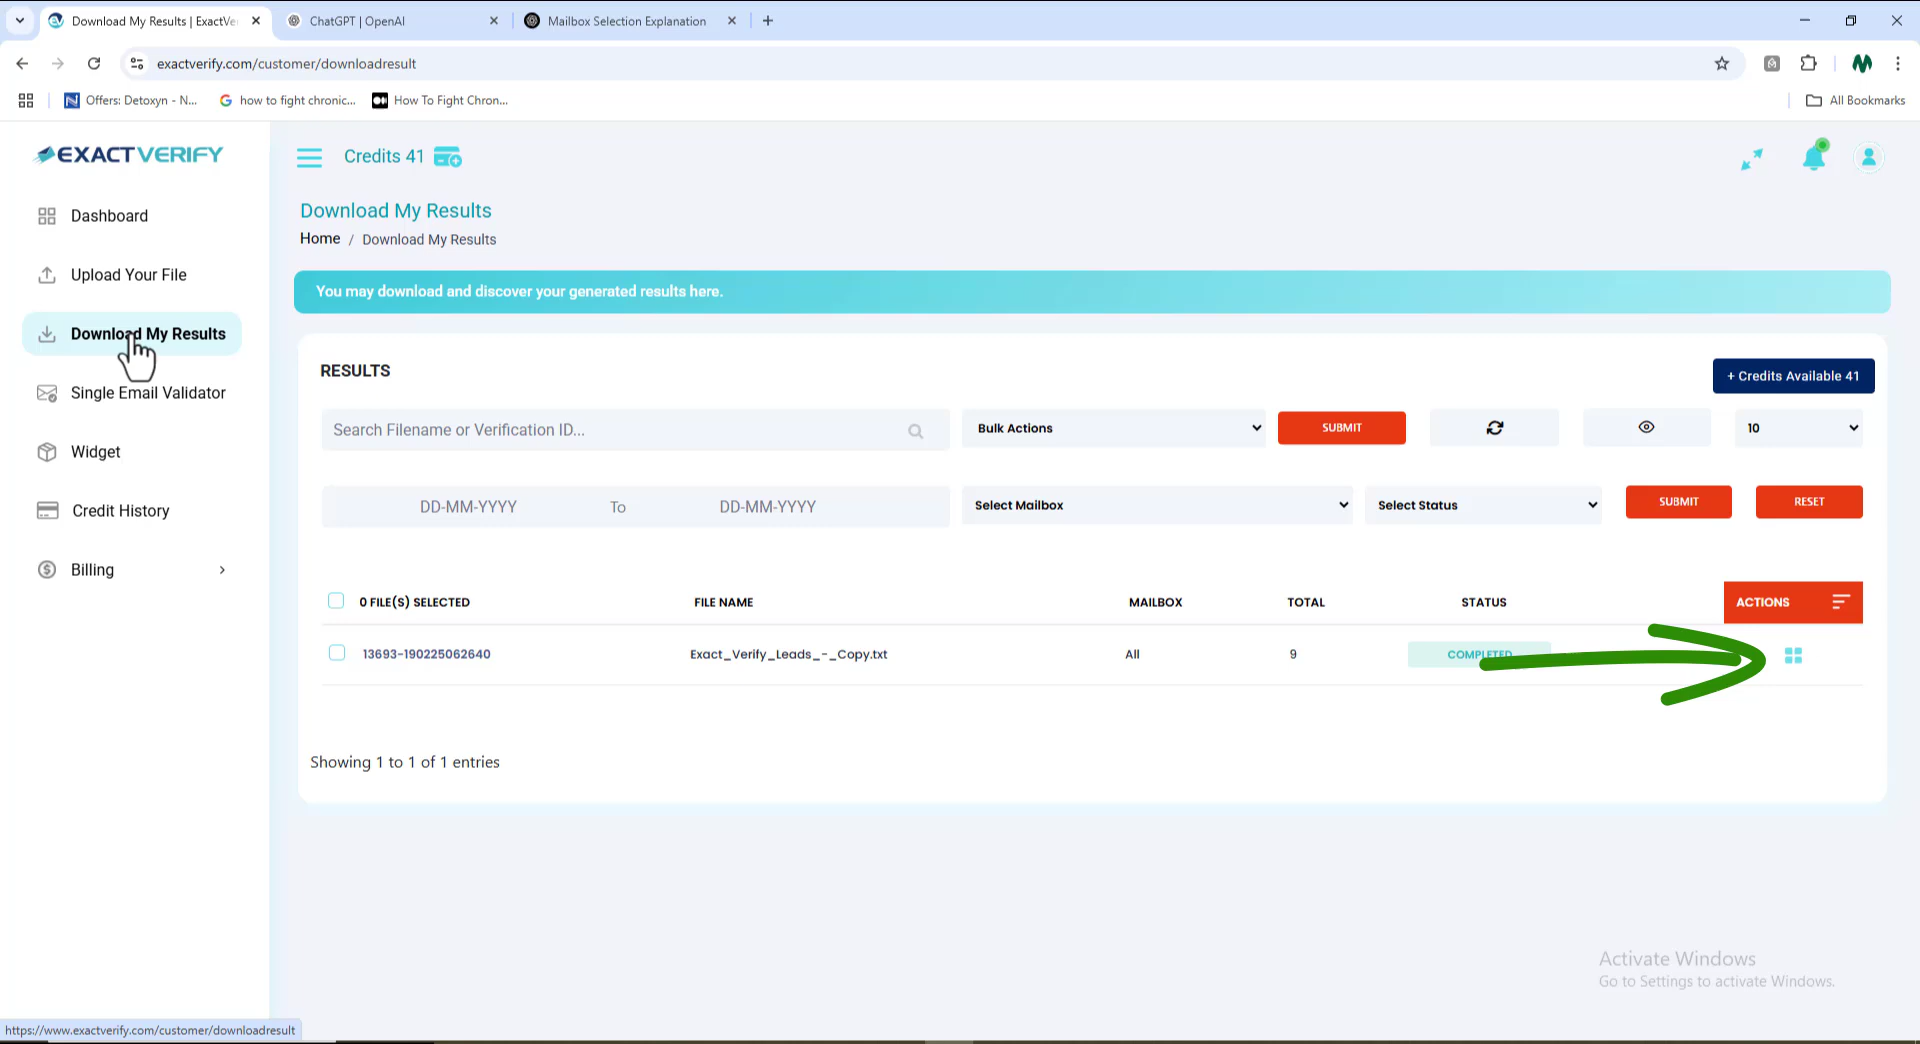 Download My Results | ExactVe
ChatGPT | OpenAI
Mailbox Selection Explanation
exactverify.com/customer/downloadresult
Offers: Detoxyn - N...
how to fight chronic...
How To Fight Chron...
All Bookmarks
EXACTVERIFY
Credits 41
Dashboard
Download My Results
Home / Download My Results
Upload Your File
You may download and discover your generated results here.
Download My Results
RESULTS
+ Credits Available 41
Single Email Validator
Search Filename or Verification ID...
Bulk Actions
SUBMIT
10
Widget
DD-MM-YYYY To DD-MM-YYYY
Select Mailbox
Select Status
SUBMIT
RESET
Credit History
Billing
0 FILE(S) SELECTED FILE NAME MAILBOX TOTAL STATUS ACTIONS
13693-190225062640 Exact_Verify_Leads_-_Copy.txt All 9 COMPLETED
Showing 1 to 1 of 1 entries
Activate Windows
Go to Settings to activate Windows.
https://www.exactverify.com/customer/downloadresult